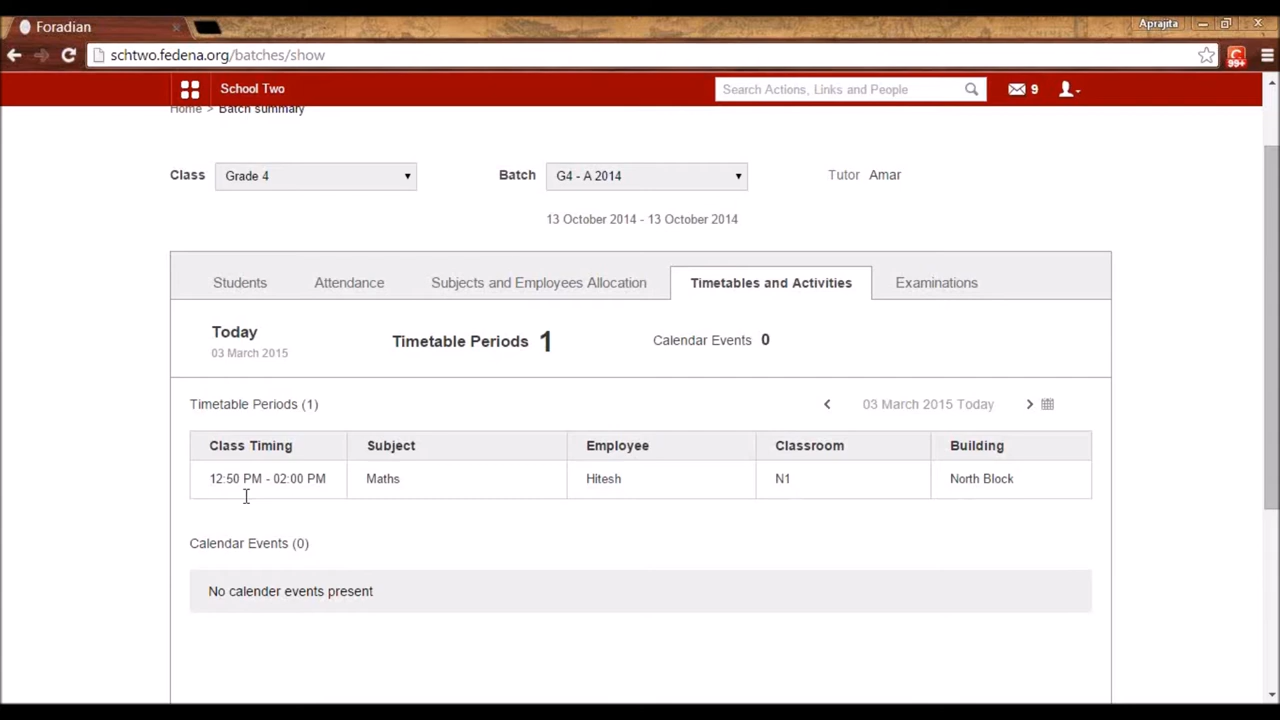 Foradian
Aprajita
schtwo.fedena.org/batches/show
99+
School Two
Search Actions, Links and People
9
Home > Batch summary
Class Grade 4 Batch G4 - A 2014 Tutor Amar
13 October 2014 - 13 October 2014
Students Attendance Subjects and Employees Allocation Timetables and Activities Examinations
Today
03 March 2015
Timetable Periods 1
Calendar Events 0
Timetable Periods (1)
03 March 2015 Today
Class Timing Subject Employee Classroom Building
12:50 PM - 02:00 PM Maths Hitesh N1 North Block
Calendar Events (0)
No calender events present